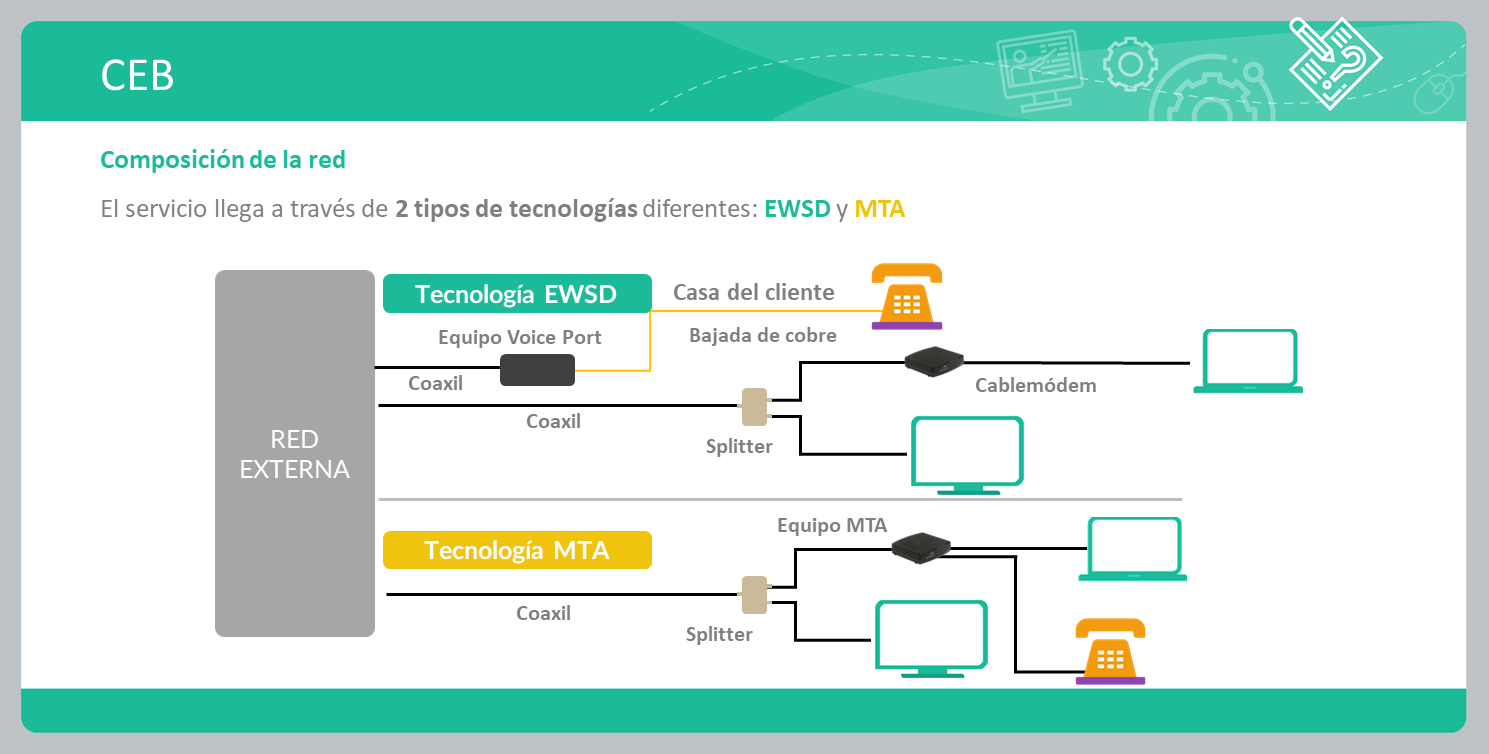 CEB
Composición de la red
El servicio llega a través de 2 tipos de tecnologías diferentes: EWSD y MTA
RED
EXTERNA
Tecnología EWSD
Casa del cliente
Equipo Voice Port
Bajada de cobre
Coaxil
Cablemódem
Coaxil
Splitter
Equipo MTA
Tecnología MTA
Coaxil
Splitter